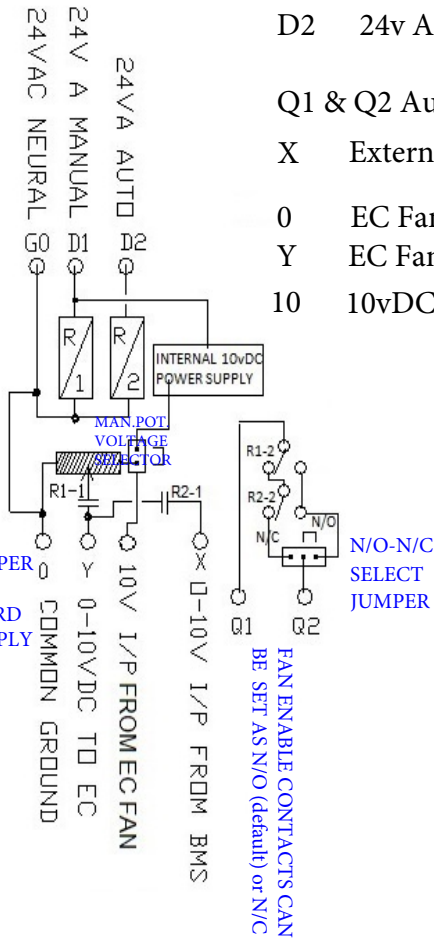 D2 24v A
Q1 & Q2 Au
X Extern
0 EC Fan
Y EC Fan
10 10vDC
24VAC NEURAL
24V A MANUAL
24VA AUTO
G0 D1 D2
R/1
R/2
INTERNAL 10vDC
POWER SUPPLY
MAN.POT.
VOLTAGE
SELECTOR
R1-1
R2-1
R1-2
R2-2
N/C
N/O
N/O-N/C
SELECT
JUMPER
PER
RD
PLY
0 COMMON GROUND
Y 0-10VDC TO EC
10V I/P FROM EC FAN
X 0-10V I/P FROM BMS
Q1 Q2
FAN ENABLE CONTACTS CAN
BE SET AS N/O (default) or N/C